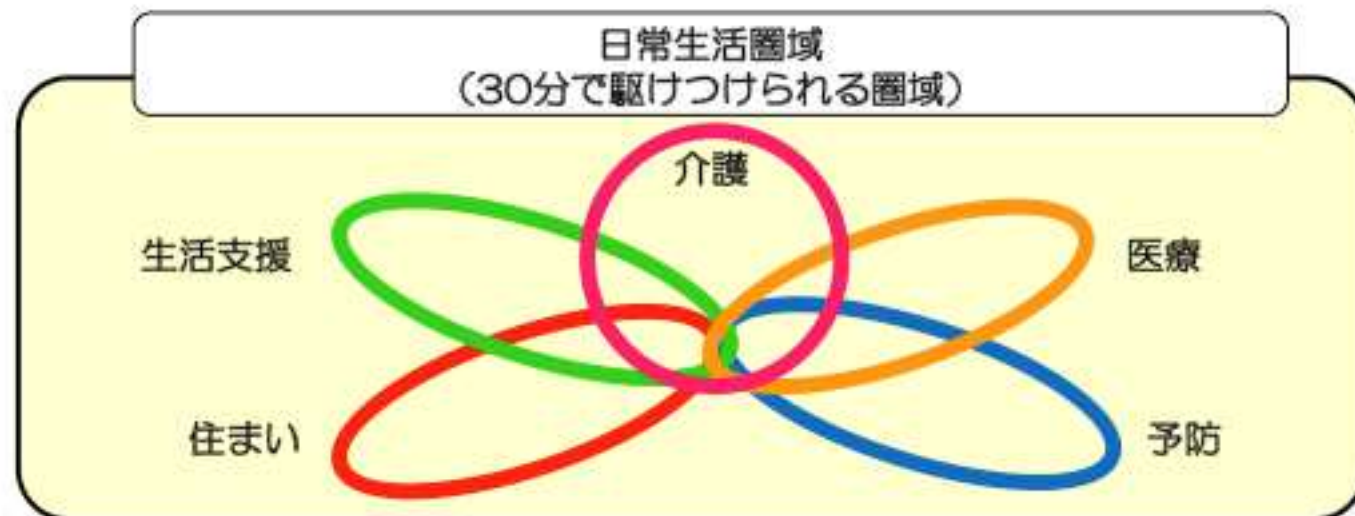 日常生活圏域
（30分で駆けつけられる圏域）
介護
生活支援
医療
住まい
予防